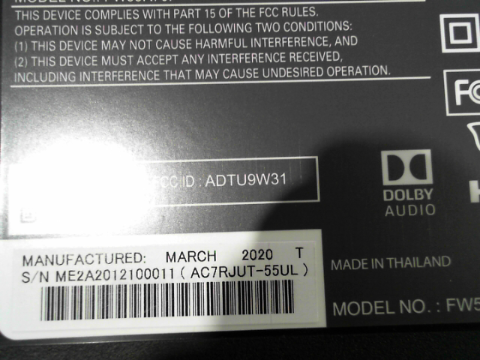 THIS DEVICE COMPLIES WITH PART 15 OF THE FCC RULES.
OPERATION IS SUBJECT TO THE FOLLOWING TWO CONDITIONS:
(1) THIS DEVICE MAY NOT CAUSE HARMFUL INTERFERENCE, AND
(2) THIS DEVICE MUST ACCEPT ANY INTERFERENCE RECEIVED,
INCLUDING INTERFERENCE THAT MAY CAUSE UNDESIRED OPERATION.
ID : ADTU9W31
DOLBY
AUDIO
MANUFACTURED: MARCH 2020 T
S/N ME2A2012100011 ( AC7RJUT-55UL )
MADE IN THAILAND
MODEL NO. : FW5